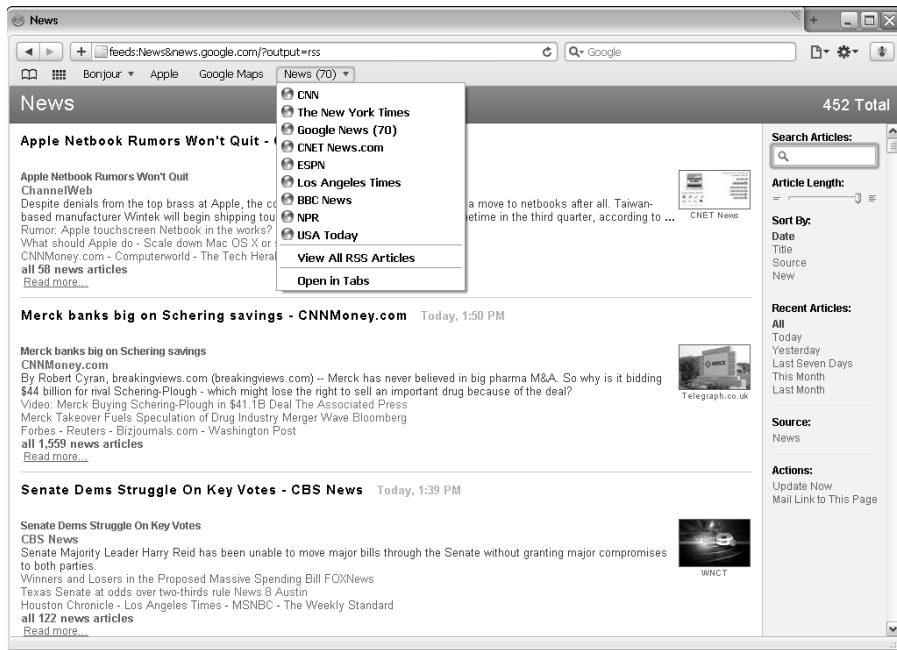 News
feeds:News&news.google.com/?output=rss
Google
Bonjour Apple Google Maps News (70)
News
452 Total
CNN
The New York Times
Google News (70)
CNET News.com
ESPN
Los Angeles Times
BBC News
NPR
USA Today
View All RSS Articles
Open in Tabs
Apple Netbook Rumors Won't Quit -
Apple Netbook Rumors Won't Quit
ChannelWeb
Despite denials from the top brass at Apple, the co a move to netbooks after all. Taiwan-
based manufacturer Wintek will begin shipping tou netime in the third quarter, according to ...
Rumor: Apple touchscreen Netbook in the works?
What should Apple do - Scale down Mac OS X or
CNNMoney.com - Computerworld - The Tech Heral
all 58 news articles
Read more...
CNET News
Merck banks big on Schering savings - CNNMoney.com Today, 1:50 PM
Merck banks big on Schering savings
CNNMoney.com
By Robert Cyran, breakingviews.com (breakingviews.com) -- Merck has never believed in big pharma M&A. So why is it bidding
$44 billion for rival Schering-Plough - which might lose the right to sell an important drug because of the deal?
Video: Merck Buying Schering-Plough in $41.1B Deal The Associated Press
Merck Takeover Fuels Speculation of Drug Industry Merger Wave Bloomberg
Forbes - Reuters - Bizjournals.com - Washington Post
all 1,559 news articles
Read more...
MERCK
Telegraph.co.uk
Senate Dems Struggle On Key Votes - CBS News Today, 1:39 PM
Senate Dems Struggle On Key Votes
CBS News
Senate Majority Leader Harry Reid has been unable to move major bills through the Senate without granting major compromises
to both parties.
Winners and Losers in the Proposed Massive Spending Bill FOXNews
Texas Senate at odds over two-thirds rule News 8 Austin
Houston Chronicle - Los Angeles Times - MSNBC - The Weekly Standard
all 122 news articles
Read more...
9
WNCT
Search Articles:
Article Length:
Sort By:
Date
Title
Source
New
Recent Articles:
All
Today
Yesterday
Last Seven Days
This Month
Last Month
Source:
News
Actions:
Update Now
Mail Link to This Page